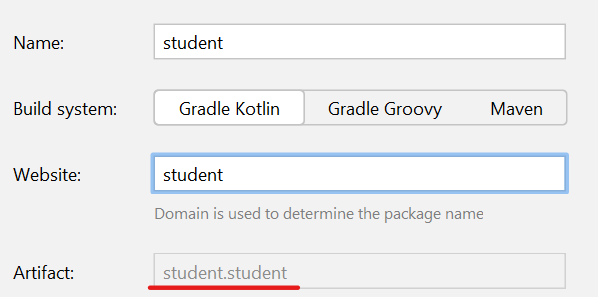 Name: student
Build system: Gradle Kotlin Gradle Groovy Maven
Website: student
Domain is used to determine the package name
Artifact: student.student